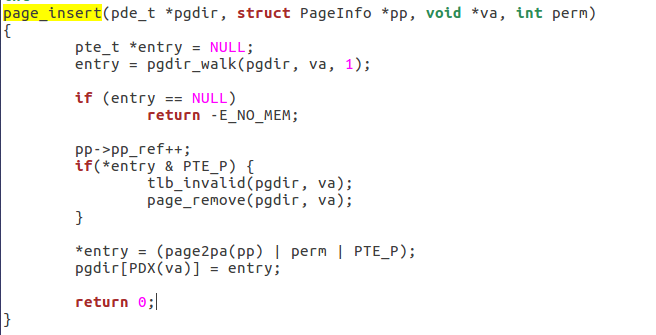 page_insert(pde_t *pgdir, struct PageInfo *pp, void *va, int perm)
{
        pte_t *entry = NULL;
        entry = pgdir_walk(pgdir, va, 1);

        if (entry == NULL)
                return -E_NO_MEM;

        pp->pp_ref++;
        if(*entry & PTE_P) {
                tlb_invalid(pgdir, va);
                page_remove(pgdir, va);
        }

        *entry = (page2pa(pp) | perm | PTE_P);
        pgdir[PDX(va)] = entry;

        return 0;
}